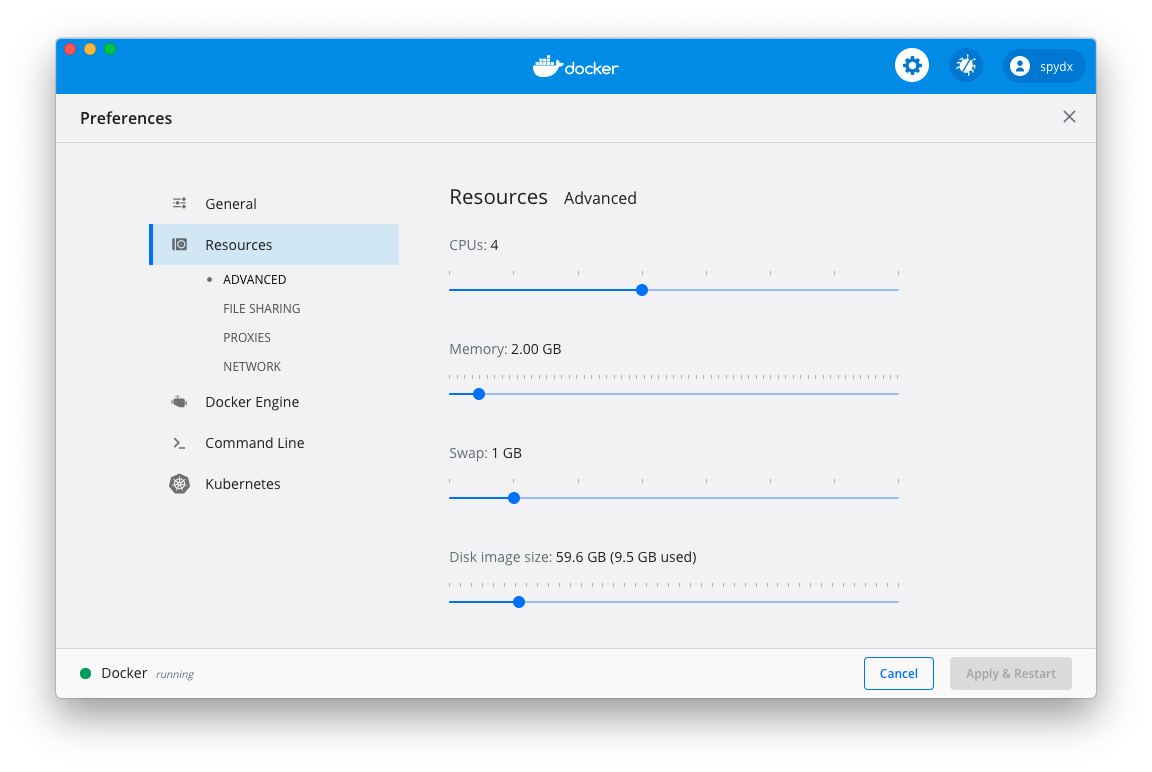 docker
spydx
Preferences
General
Resources
ADVANCED
FILE SHARING
PROXIES
NETWORK
Docker Engine
Command Line
Kubernetes
Resources Advanced
CPUs: 4
Memory: 2.00 GB
Swap: 1 GB
Disk image size: 59.6 GB (9.5 GB used)
Docker running
Cancel
Apply & Restart